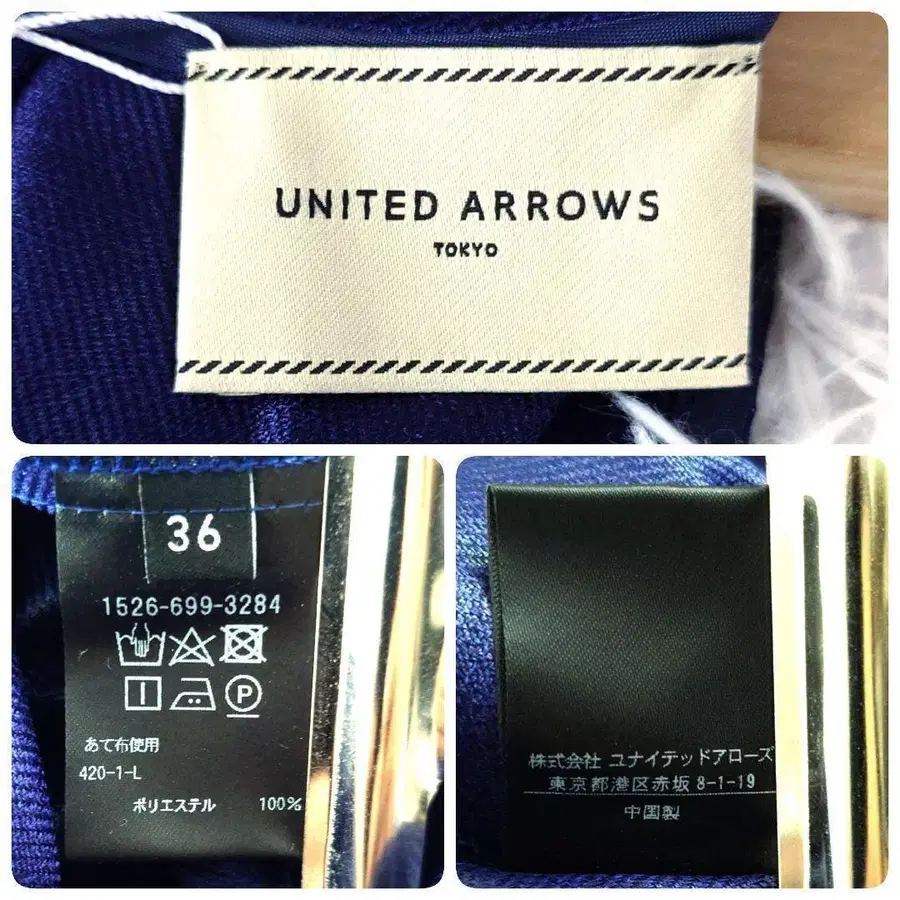 UNITED ARROWS
TOKYO
36
1526-699-3284
P
あて布使用
420-1-L
ポリエステル 100%
株式会社 ユナイテッドアローズ
東京都港区赤坂 8-1-19
中国製